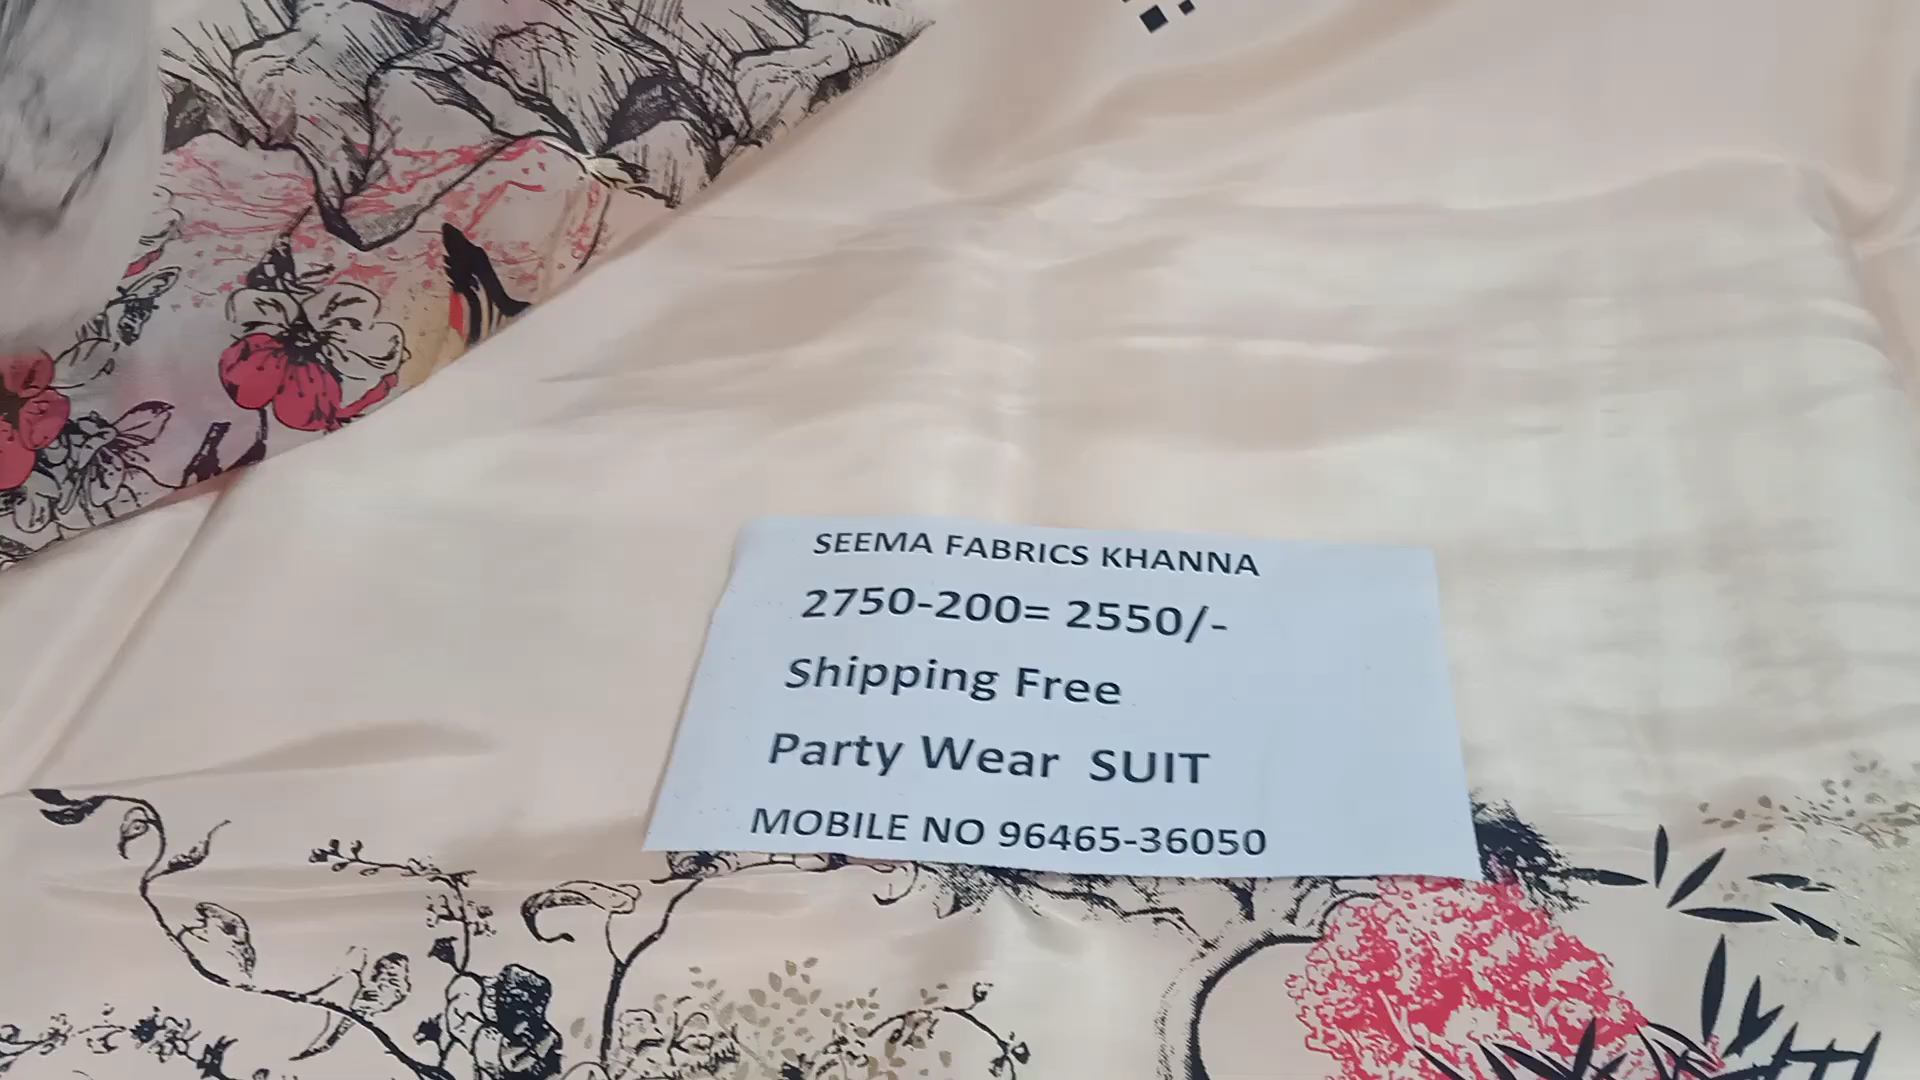 SEEMA FABRICS KHANNA
2750-200= 2550/-
Shipping Free
Party Wear SUIT
MOBILE NO 96465-36050